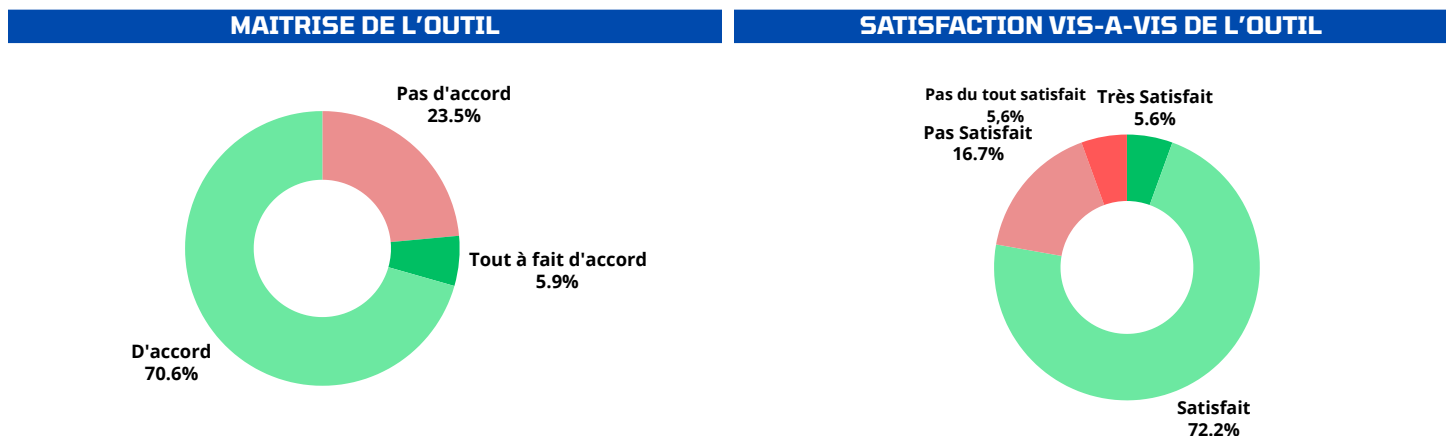 MAITRISE DE L'OUTIL
Pas d'accord
23.5%
Tout à fait d'accord
5.9%
D'accord
70.6%
SATISFACTION VIS-A-VIS DE L'OUTIL
Pas du tout satisfait
5,6%
Très Satisfait
5.6%
Pas Satisfait
16.7%
Satisfait
72.2%